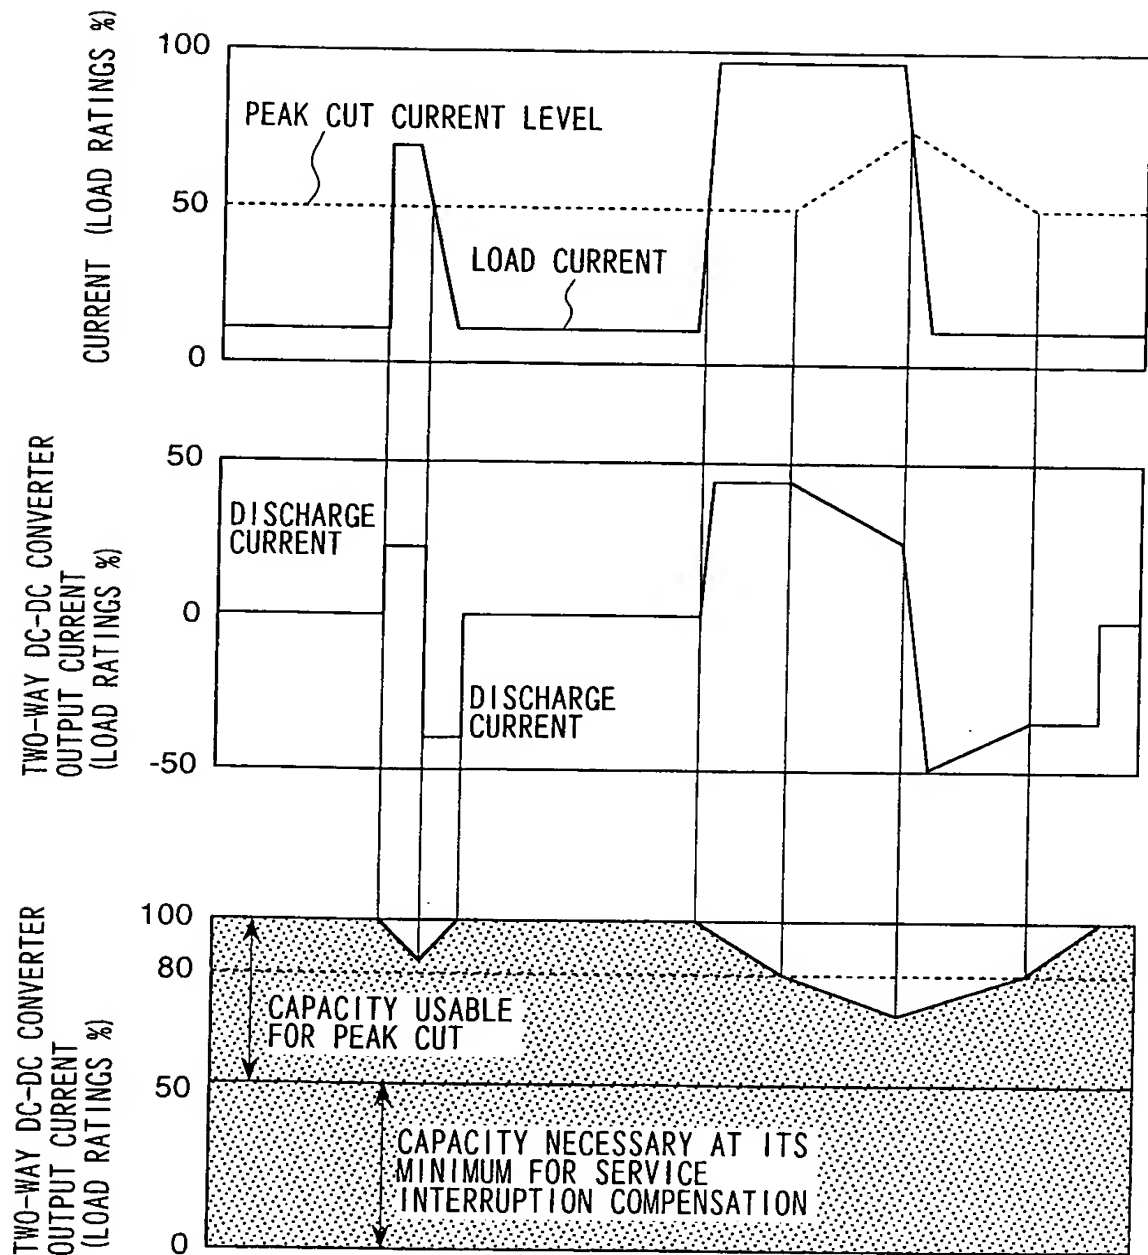 CURRENT (LOAD RATINGS %)
100
50
0
PEAK CUT CURRENT LEVEL
LOAD CURRENT
TWO-WAY DC-DC CONVERTER
OUTPUT CURRENT
(LOAD RATINGS %)
50
0
-50
DISCHARGE
CURRENT
DISCHARGE
CURRENT
TWO-WAY DC-DC CONVERTER
OUTPUT CURRENT
(LOAD RATINGS %)
100
80
50
0
CAPACITY USABLE
FOR PEAK CUT
CAPACITY NECESSARY AT ITS
MINIMUM FOR SERVICE
INTERRUPTION COMPENSATION